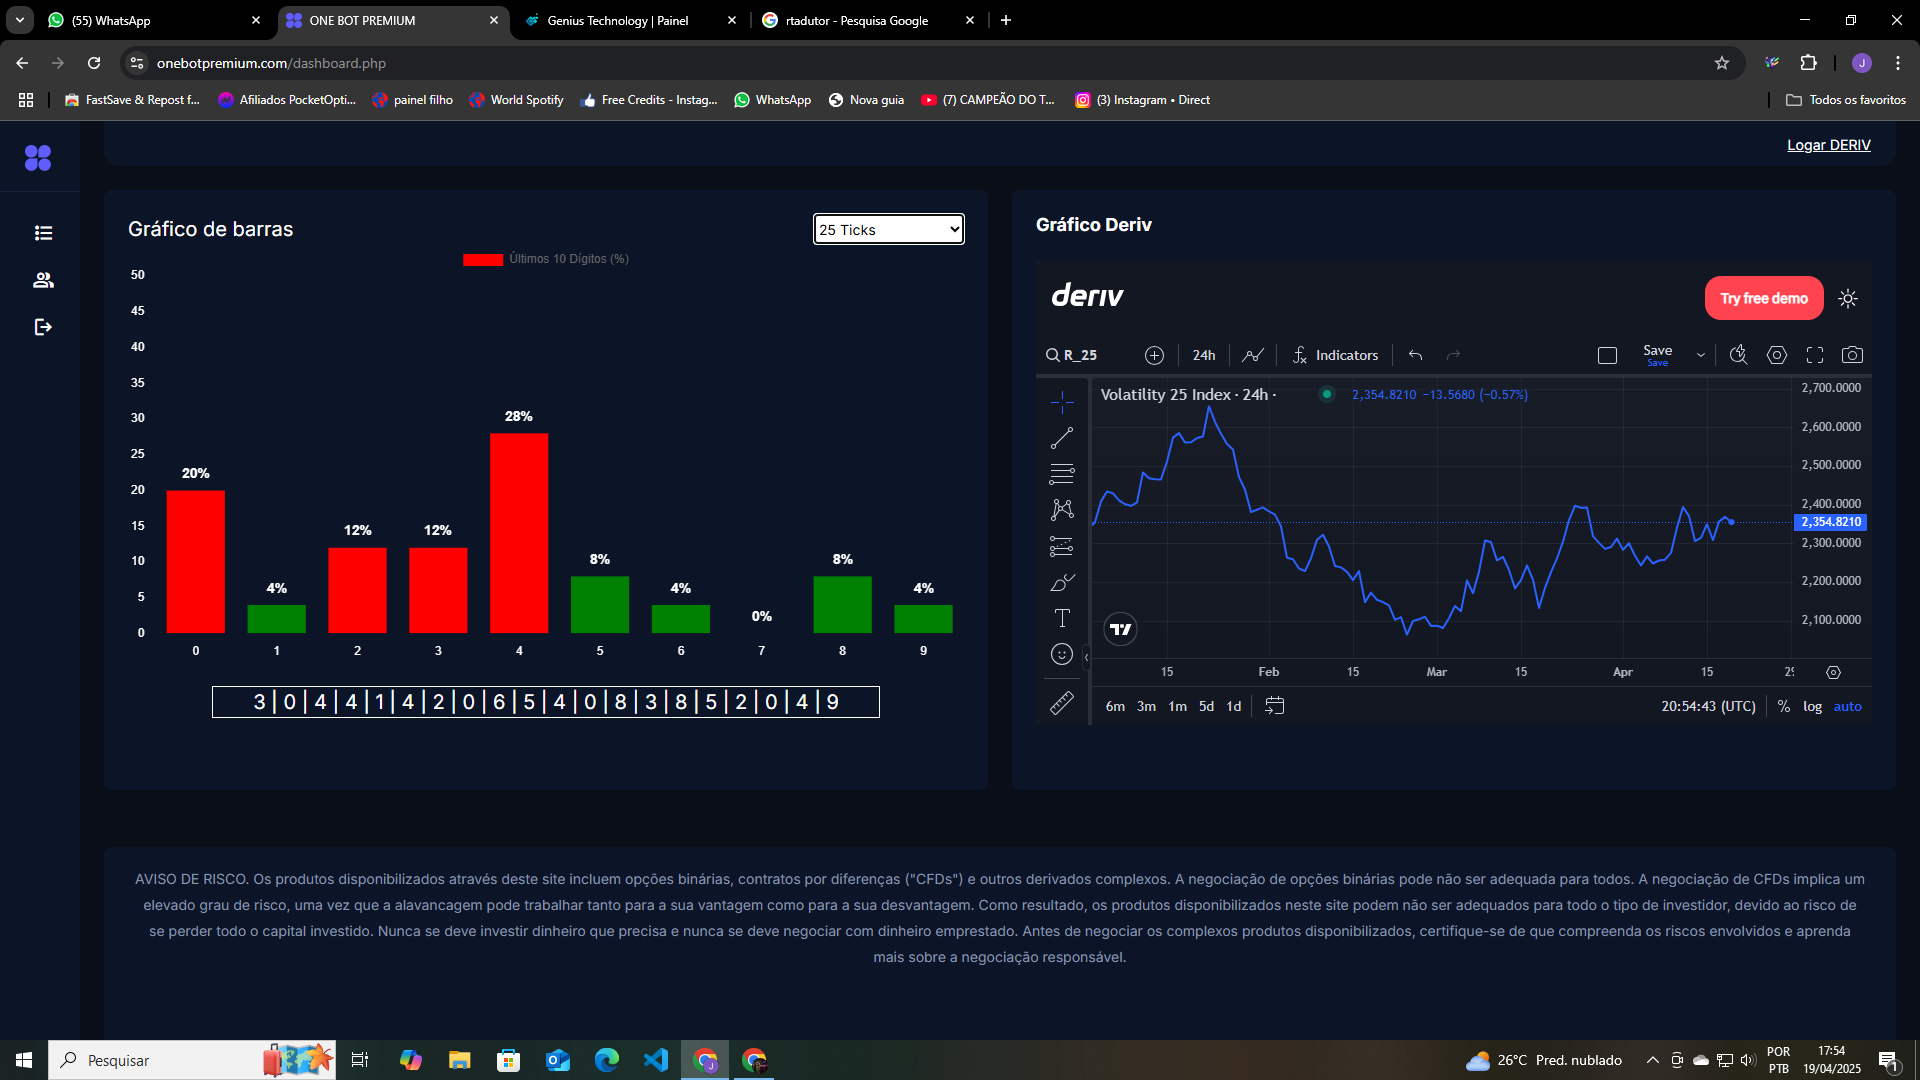 (55) WhatsApp
ONE BOT PREMIUM
Genius Technology | Painel
rtadutor - Pesquisa Google
onebotpremium.com/dashboard.php
J
FastSave & Repost f...
Afiliados PocketOpti...
painel filho
World Spotify
Free Credits - Instag...
WhatsApp
Nova guia
(7) CAMPEÃO DO T...
(3) Instagram • Direct
Todos os favoritos
Logar DERIV
Gráfico de barras
25 Ticks
Últimos 10 Dígitos (%)
50
45
40
35
30
25
20
15
10
5
0
20%
4%
12%
12%
28%
8%
4%
0%
8%
4%
0 1 2 3 4 5 6 7 8 9
3|0|4|4|1|4|2|0|6|5|4|0|8|3|8|5|2|0|4|9
Gráfico Deriv
deriv
Try free demo
R_25
24h
Indicators
Save
Save
Volatility 25 Index · 24h ·
2,354.8210 −13.5680 (−0.57%)
2,700.0000
2,600.0000
2,500.0000
2,400.0000
2,354.8210
2,300.0000
2,200.0000
2,100.0000
15 Feb 15 Mar 15 Apr 15 29
6m 3m 1m 5d 1d
20:54:43 (UTC)
% log auto
AVISO DE RISCO. Os produtos disponibilizados através deste site incluem opções binárias, contratos por diferenças ("CFDs") e outros derivados complexos. A negociação de opções binárias pode não ser adequada para todos. A negociação de CFDs implica um
elevado grau de risco, uma vez que a alavancagem pode trabalhar tanto para a sua vantagem como para a sua desvantagem. Como resultado, os produtos disponibilizados neste site podem não ser adequados para todo o tipo de investidor, devido ao risco de
se perder todo o capital investido. Nunca se deve investir dinheiro que precisa e nunca se deve negociar com dinheiro emprestado. Antes de negociar os complexos produtos disponibilizados, certifique-se de que compreenda os riscos envolvidos e aprenda
mais sobre a negociação responsável.
Pesquisar
26°C Pred. nublado
POR
PTB
17:54
19/04/2025
1